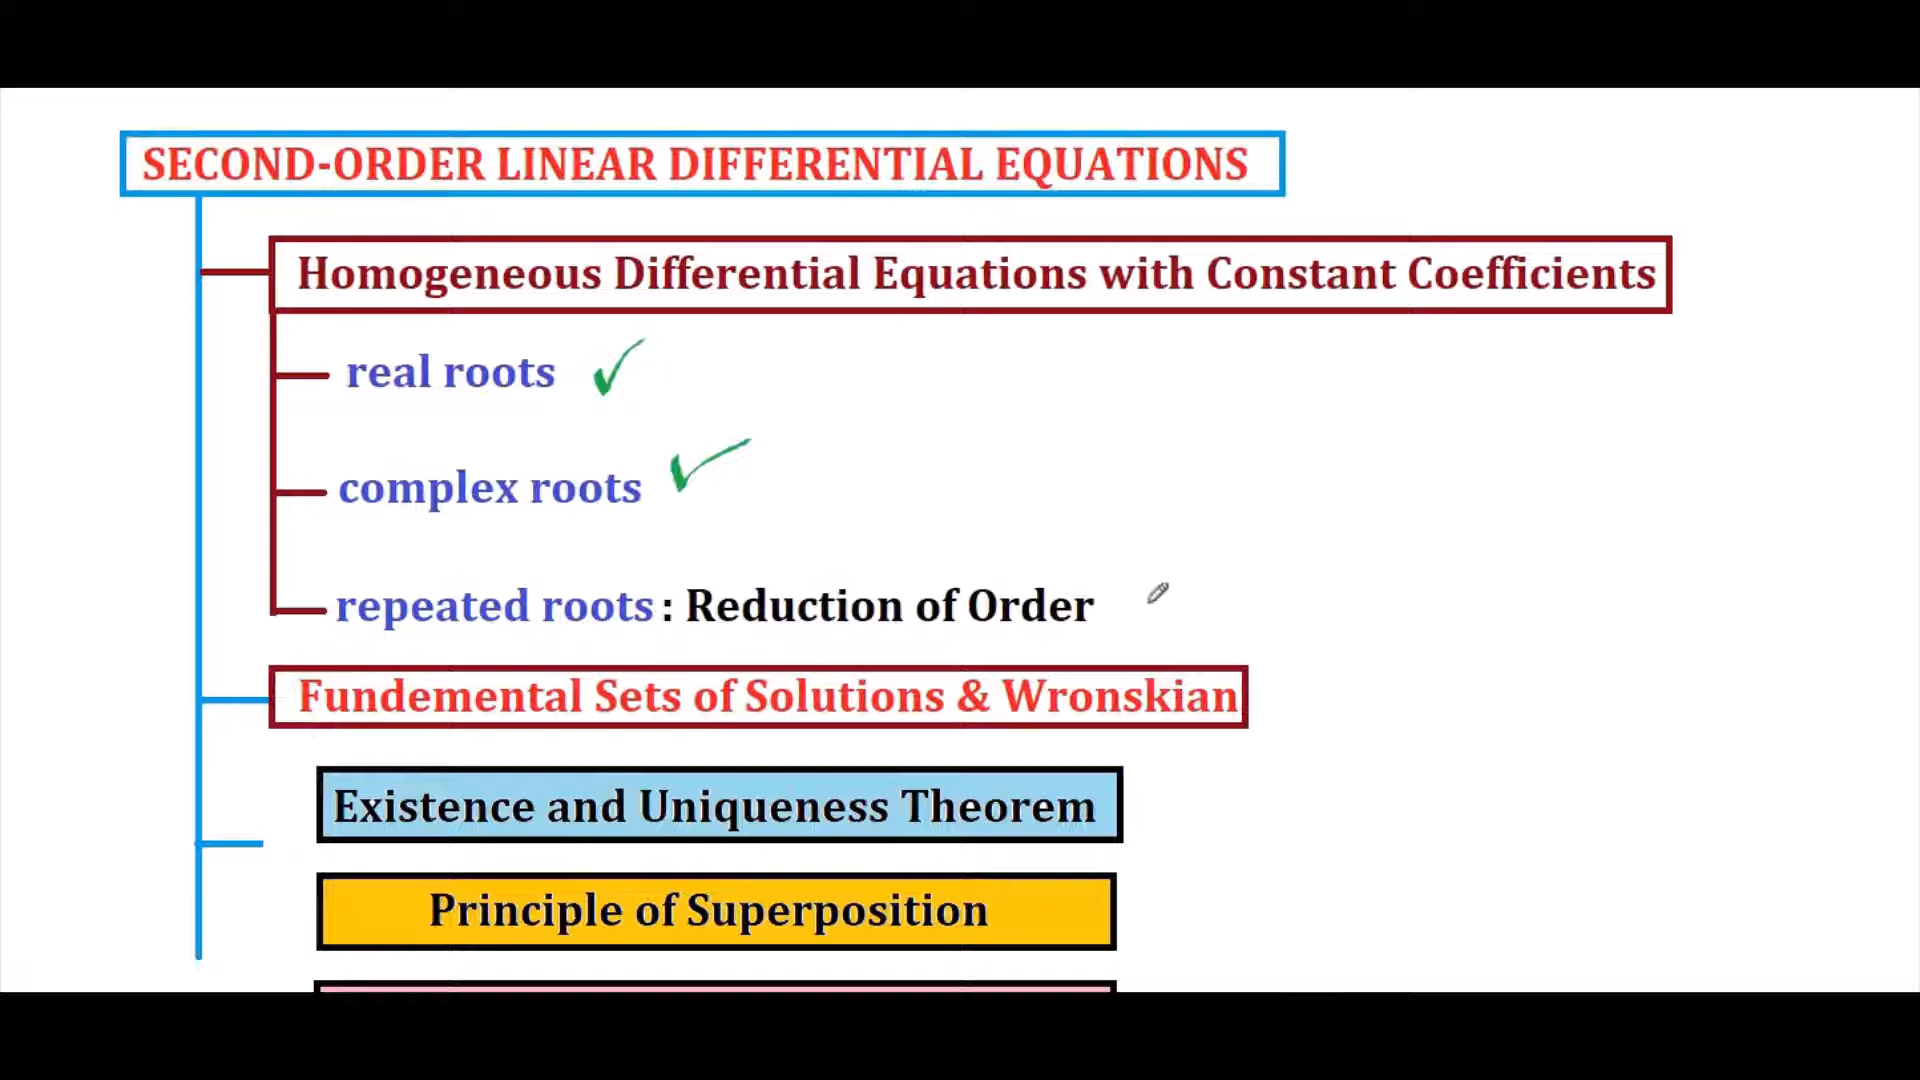 SECOND-ORDER LINEAR DIFFERENTIAL EQUATIONS
Homogeneous Differential Equations with Constant Coefficients
real roots
complex roots
repeated roots : Reduction of Order
Fundemental Sets of Solutions & Wronskian
Existence and Uniqueness Theorem
Principle of Superposition